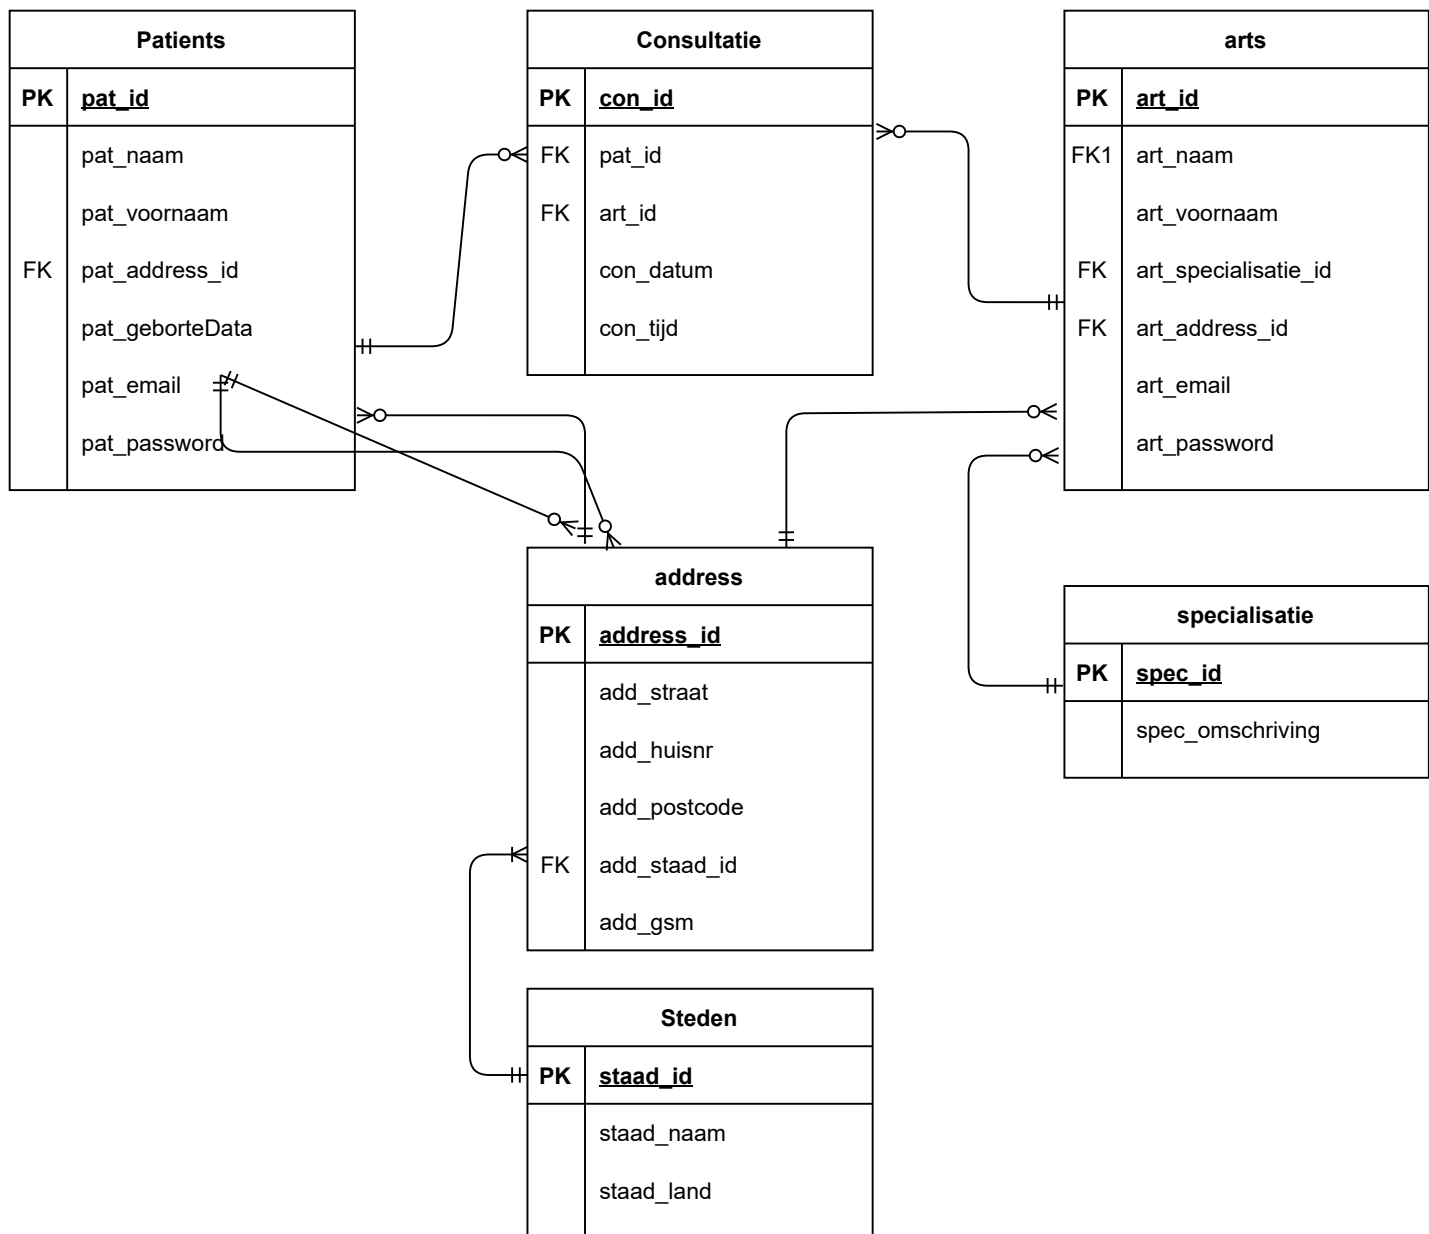 Patients
PK pat_id
pat_naam
pat_voornaam
FK pat_address_id
pat_geborteData
pat_email
pat_password
Consultatie
PK con_id
FK pat_id
FK art_id
con_datum
con_tijd
arts
PK art_id
FK1 art_naam
art_voornaam
FK art_specialisatie_id
FK art_address_id
art_email
art_password
address
PK address_id
add_straat
add_huisnr
add_postcode
FK add_staad_id
add_gsm
specialisatie
PK spec_id
spec_omschriving
Steden
PK staad_id
staad_naam
staad_land